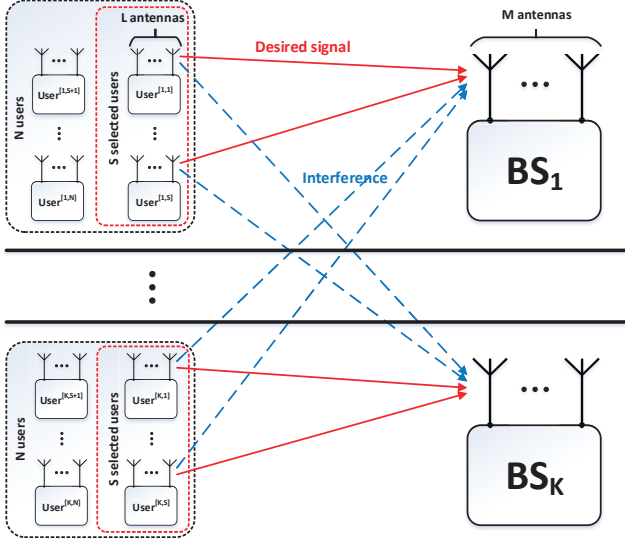 L antennas
Desired signal
M antennas
N users
S selected users
User[1,S+1]
User[1,1]
...
...
User[1,N]
User[1,S]
Interference
BS1
N users
S selected users
User[K,S+1]
User[K,1]
User[K,N]
User[K,S]
BSK